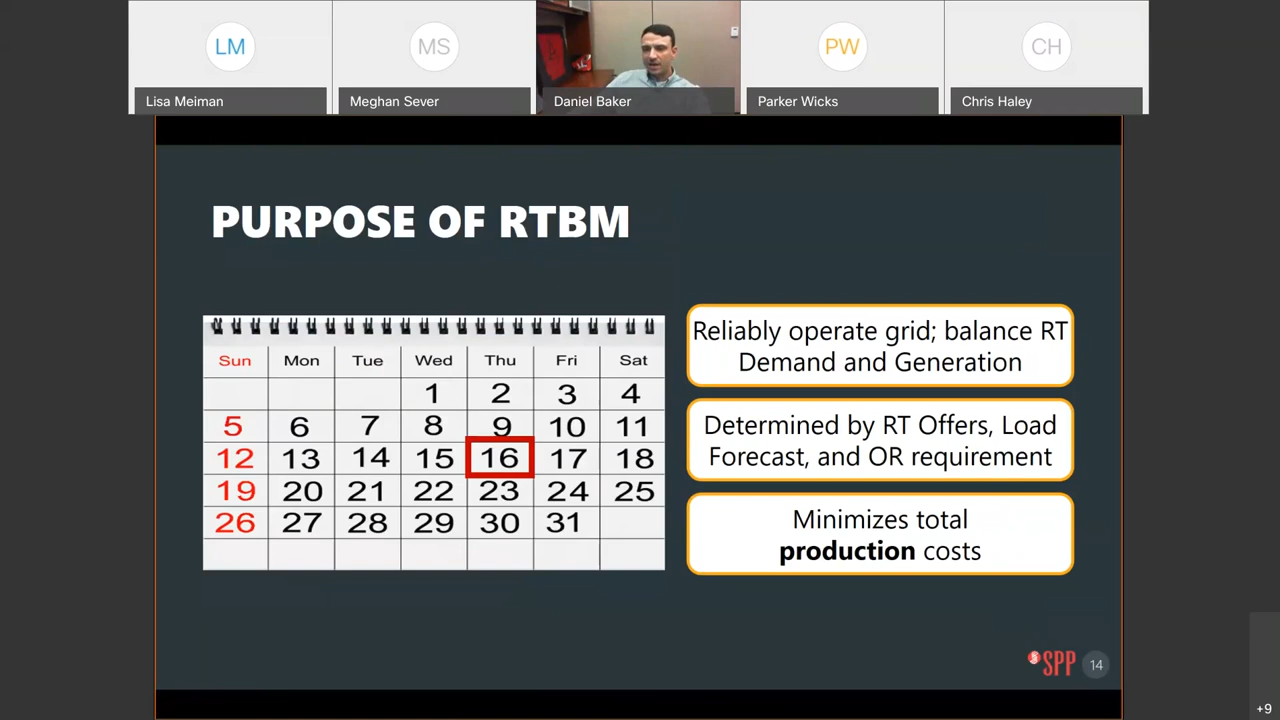 LM
MS
PW
CH
Lisa Meiman
Meghan Sever
Daniel Baker
Parker Wicks
Chris Haley
PURPOSE OF RTBM
Sun Mon Tue Wed Thu Fri Sat
1 2 3 4
5 6 7 8 9 10 11
12 13 14 15 16 17 18
19 20 21 22 23 24 25
26 27 28 29 30 31
Reliably operate grid; balance RT
Demand and Generation
Determined by RT Offers, Load
Forecast, and OR requirement
Minimizes total
production costs
SPP
14
+9